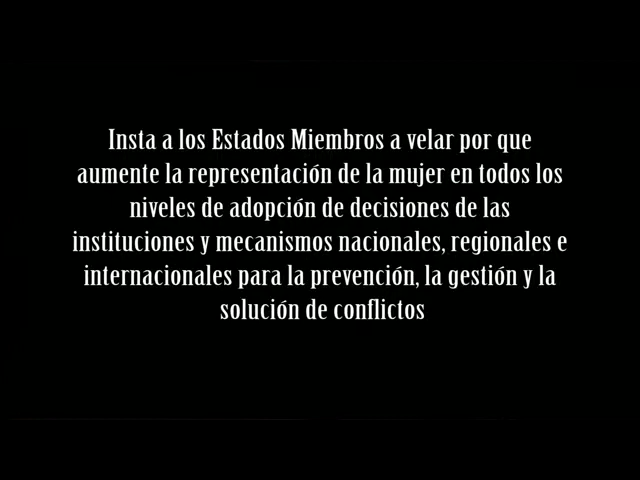 Insta a los Estados Miembros a velar por que
aumente la representación de la mujer en todos los
niveles de adopción de decisiones de las
instituciones y mecanismos nacionales, regionales e
internacionales para la prevención, la gestión y la
solución de conflictos